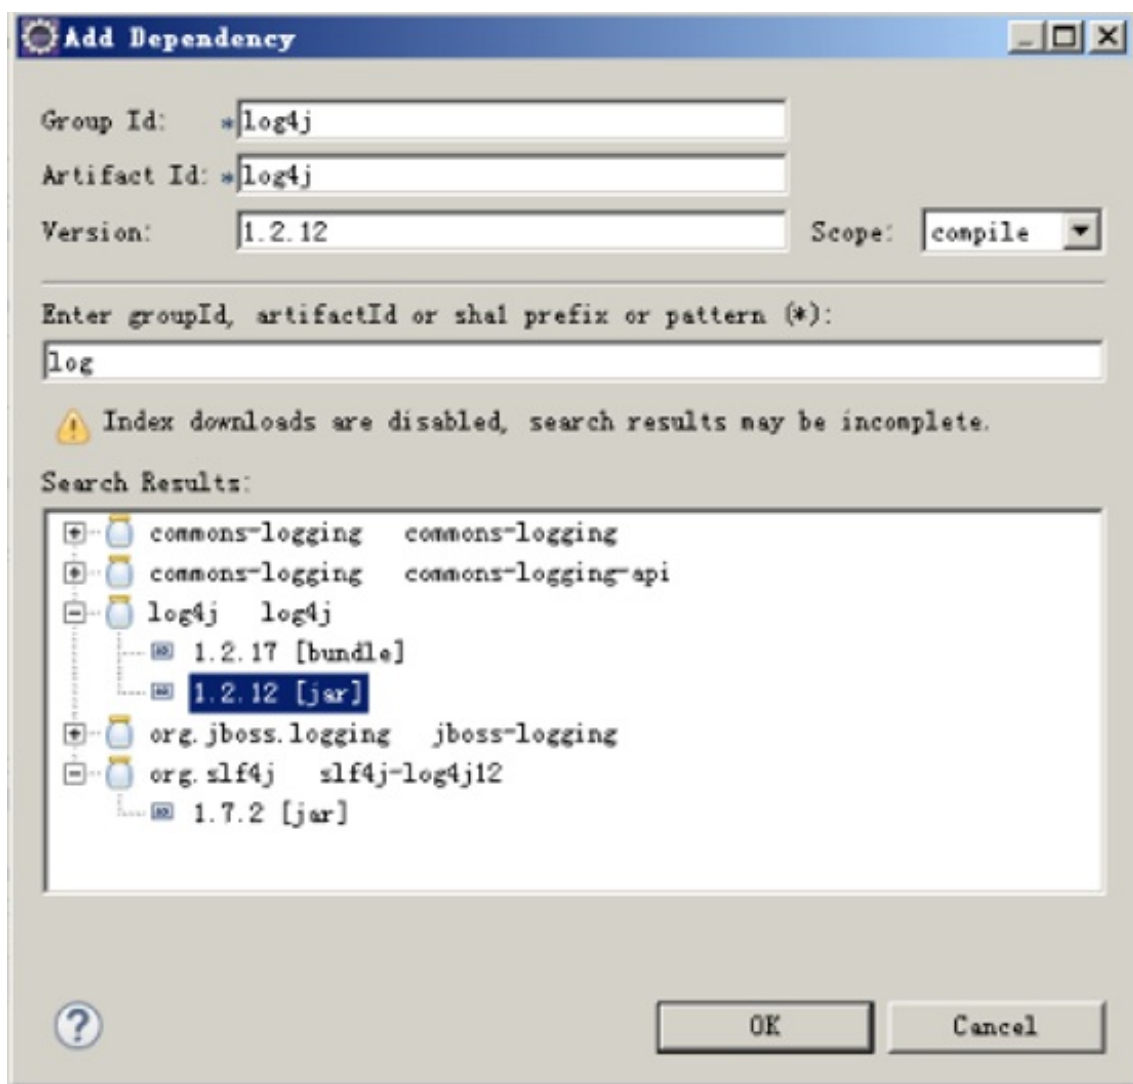 Add Dependency
Group Id: *log4j
Artifact Id: *log4j
Version: 1.2.12 Scope: compile
Enter groupId, artifactId or sha1 prefix or pattern (*):
log
Index downloads are disabled, search results may be incomplete.
Search Results:
commons-logging commons-logging
commons-logging commons-logging-api
log4j log4j
1.2.17 [bundle]
1.2.12 [jar]
org.jboss.logging jboss-logging
org.slf4j slf4j-log4j12
1.7.2 [jar]
? OK Cancel